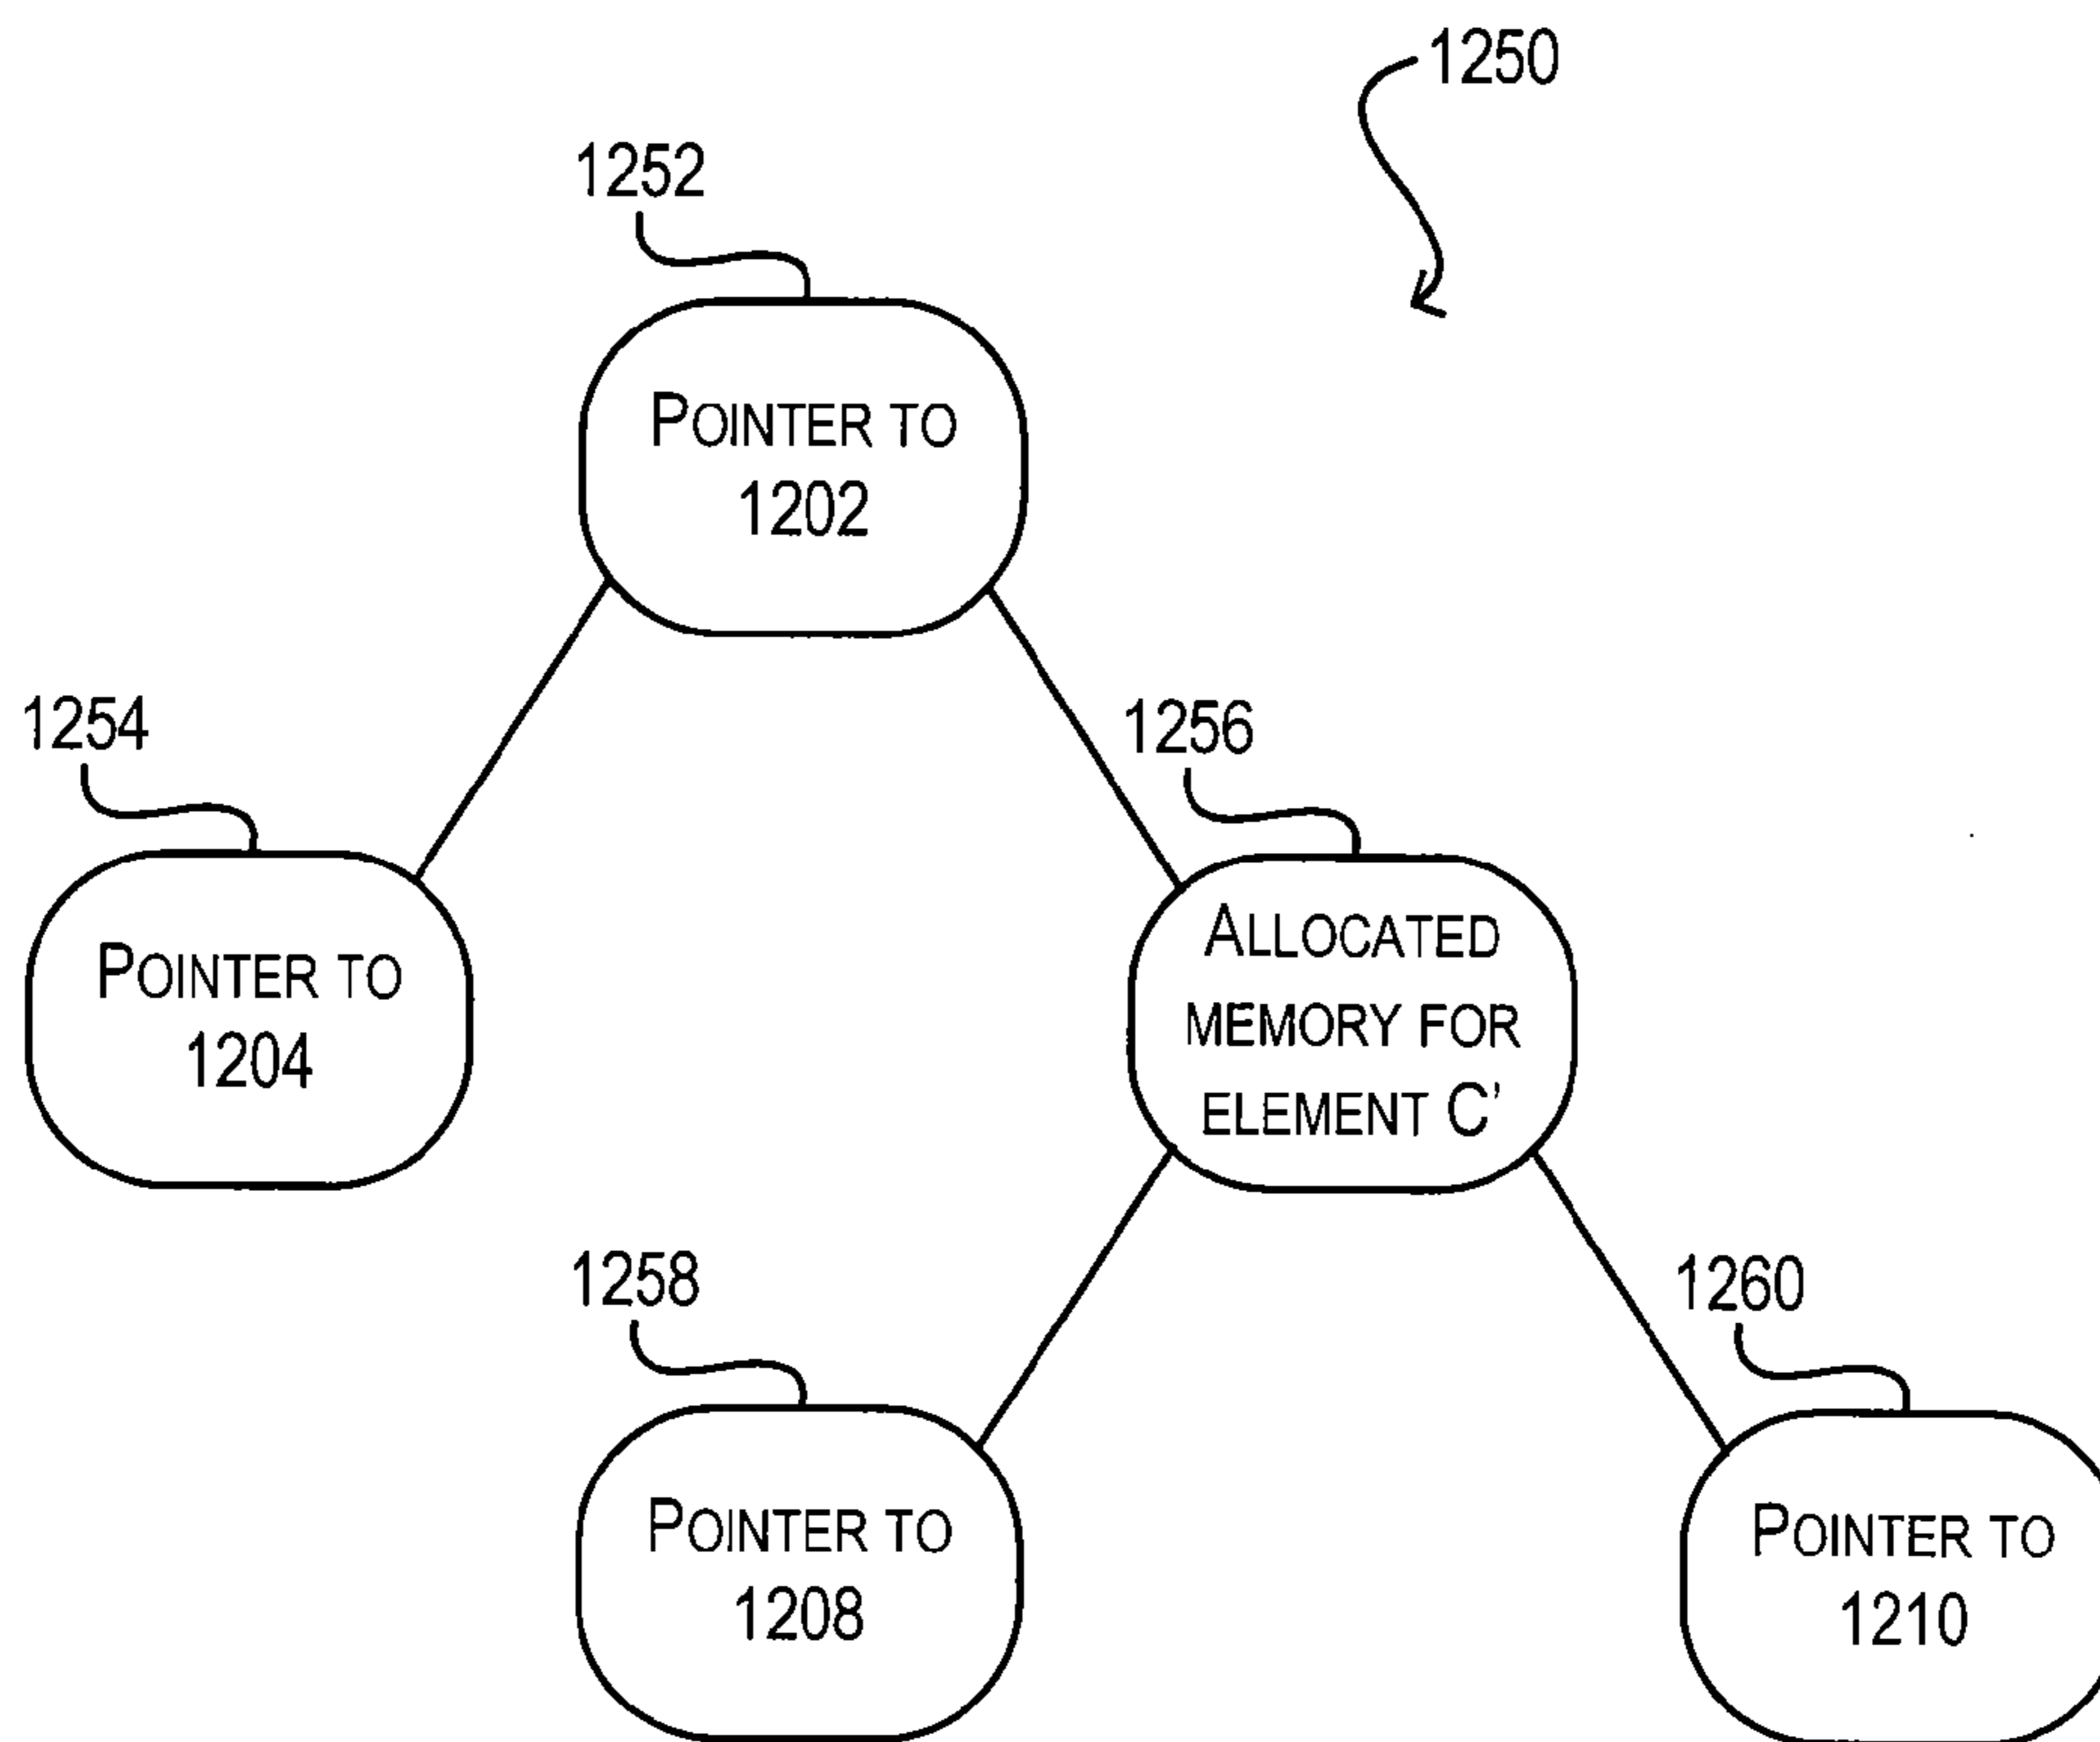 1250
1252
POINTER TO
1202
1254
POINTER TO
1204
1256
ALLOCATED
MEMORY FOR
ELEMENT C'
1258
POINTER TO
1208
1260
POINTER TO
1210